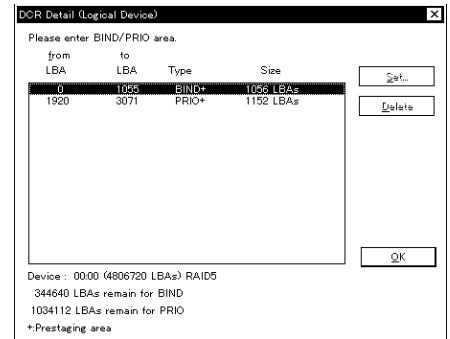 DCR Detail (Logical Device)
Please enter BIND/PRIO area.
from to
LBA LBA Type Size
0 1055 BIND+ 1056 LBAs
1920 3071 PRIO+ 1152 LBAs
Set...
Delete
OK
Device : 00:00 (4806720 LBAs) RAID5
344640 LBAs remain for BIND
1034112 LBAs remain for PRIO
+:Prestaging area